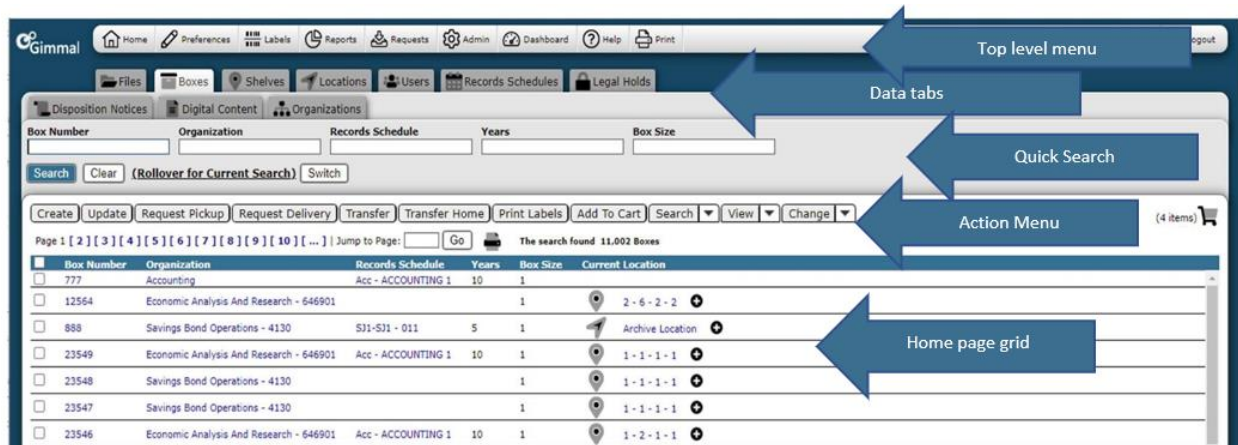 Gimmal Home Preferences Labels Reports Requests Admin Dashboard Help Print Top level menu ogout
Files Boxes Shelves Locations Users Records Schedules Legal Holds Data tabs
Disposition Notices Digital Content Organizations
Box Number Organization Records Schedule Years Box Size
Quick Search
Search Clear (Rollover for Current Search) Switch
Create Update Request Pickup Request Delivery Transfer Transfer Home Print Labels Add To Cart Search View Change Action Menu (4 items)
Page 1 [ 2 ] [ 3 ] [ 4 ] [ 5 ] [ 6 ] [ 7 ] [ 8 ] [ 9 ] [ 10 ] [ ... ] | Jump to Page: Go The search found 11,002 Boxes
Box Number Organization Records Schedule Years Box Size Current Location
777 Accounting Acc - ACCOUNTING 1 10 1
12564 Economic Analysis And Research - 646901 1 2 - 6 - 2 - 2
888 Savings Bond Operations - 4130 SJ1-SJ1 - 011 5 1 Archive Location
Home page grid
23549 Economic Analysis And Research - 646901 Acc - ACCOUNTING 1 10 1 1 - 1 - 1 - 1
23548 Savings Bond Operations - 4130 1 1 - 1 - 1 - 1
23547 Savings Bond Operations - 4130 1 1 - 1 - 1 - 1
23546 Economic Analysis And Research - 646901 Acc - ACCOUNTING 1 10 1 1 - 2 - 1 - 1